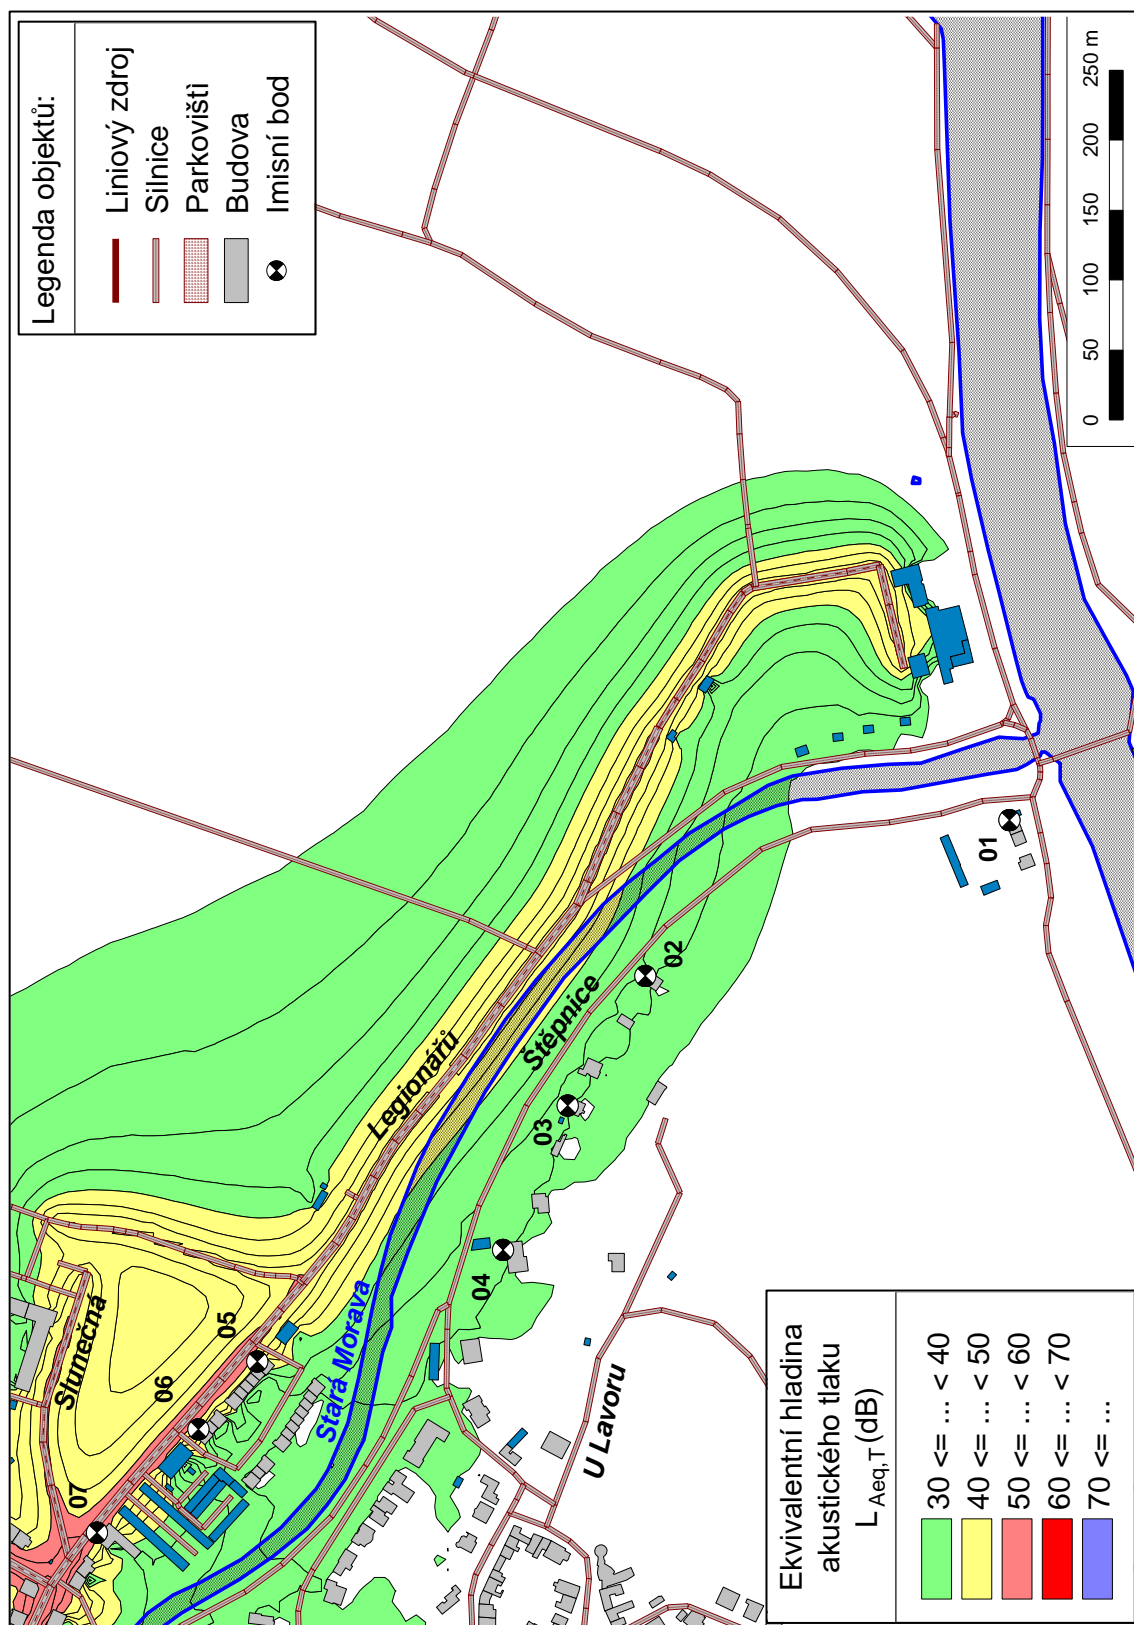 Legenda objektů:
Liniový zdroj
Silnice
Parkoviští
Budova
Imisní bod
0 50 100 150 200 250 m
Slunečná
Legionářů
Štěpnice
Stará Morava
U Lavoru
01
02
03
04
05
06
07
Ekvivalentní hladina
akustického tlaku
L Aeq,T (dB)
30 <= ... < 40
40 <= ... < 50
50 <= ... < 60
60 <= ... < 70
70 <= ...